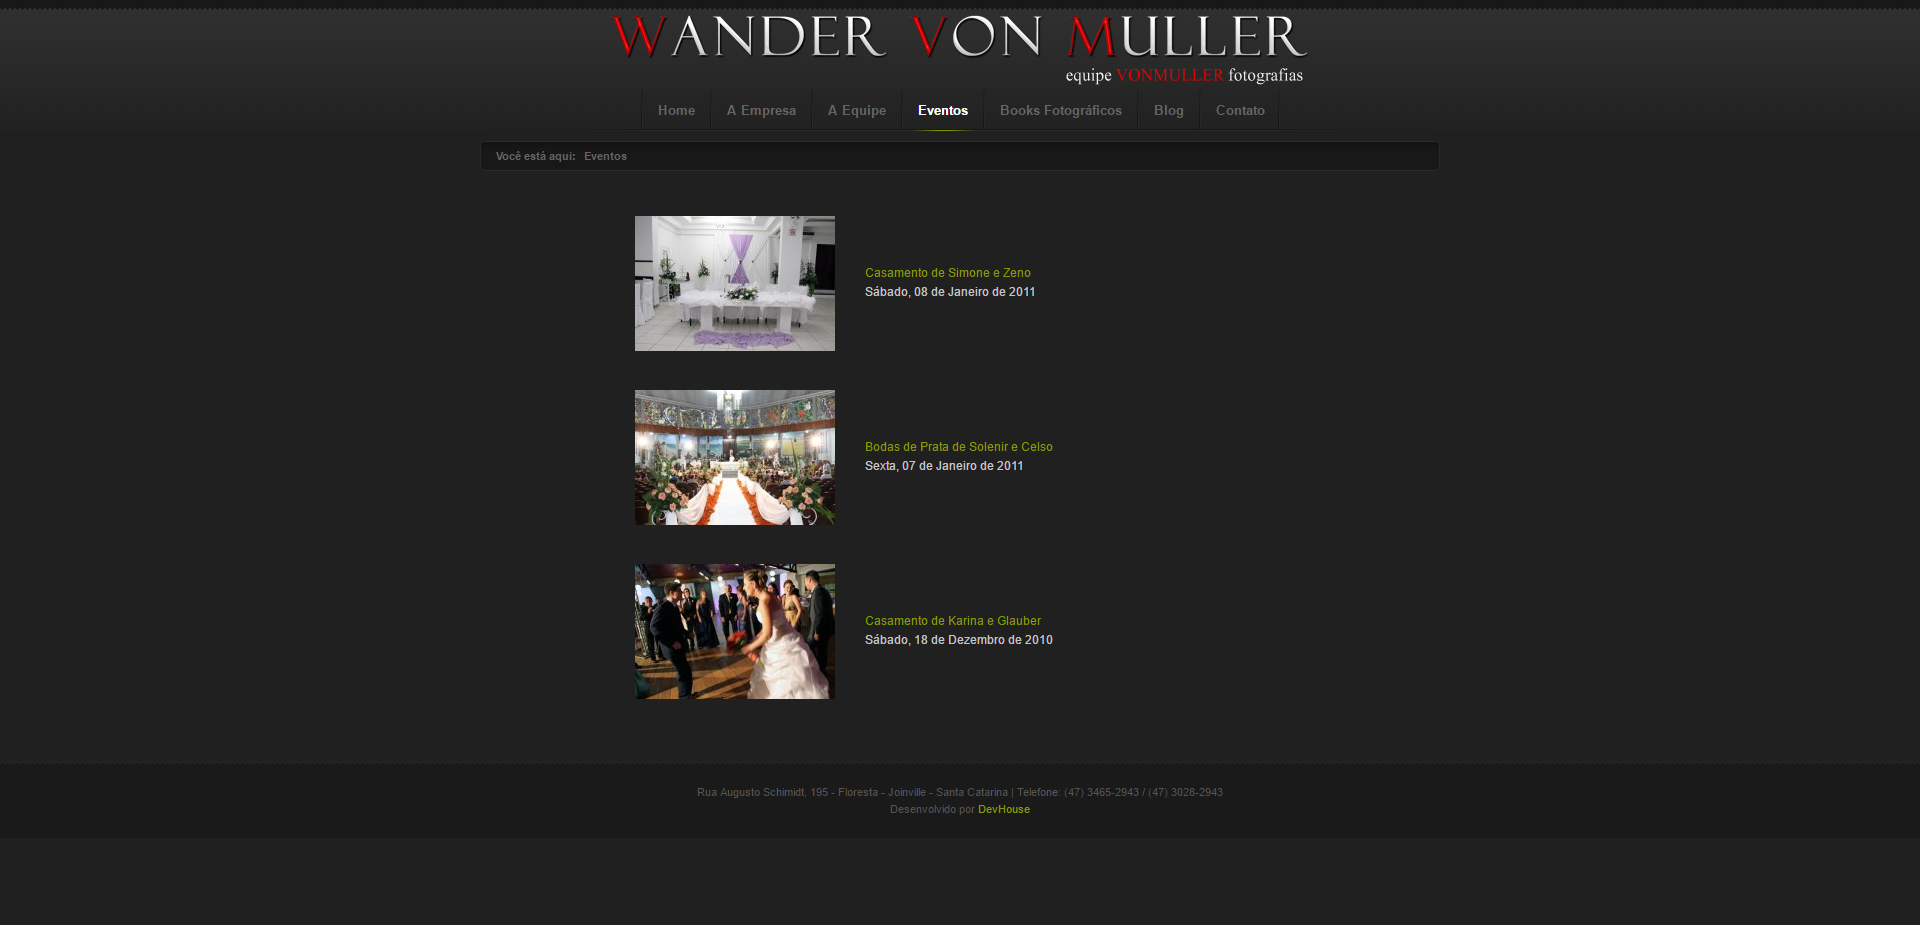 WANDER VON MULLER
equipe VONMULLER fotografias
Home A Empresa A Equipe Eventos Books Fotográficos Blog Contato
Você está aqui: Eventos
Casamento de Simone e Zeno
Sábado, 08 de Janeiro de 2011
Bodas de Prata de Solenir e Celso
Sexta, 07 de Janeiro de 2011
Casamento de Karina e Glauber
Sábado, 18 de Dezembro de 2010
Rua Augusto Schimidt, 195 - Floresta - Joinville - Santa Catarina | Telefone: (47) 3465-2943 / (47) 3028-2943
Desenvolvido por DevHouse